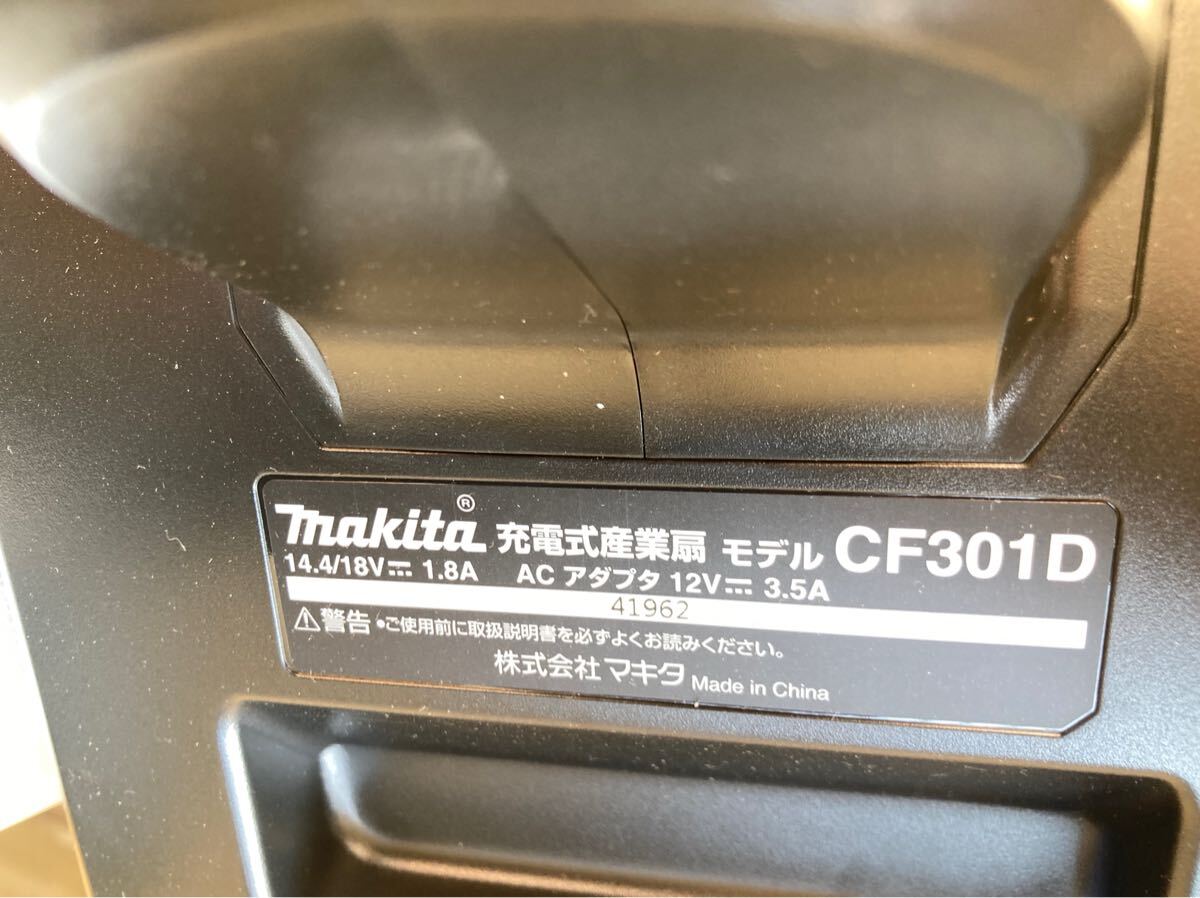 makita® 充電式産業扇 モデル CF301D
14.4/18V⎓ 1.8A AC アダプタ 12V⎓ 3.5A
41962
⚠警告 •ご使用前に取扱説明書を必ずよくお読みください。
株式会社 マキタ Made in China